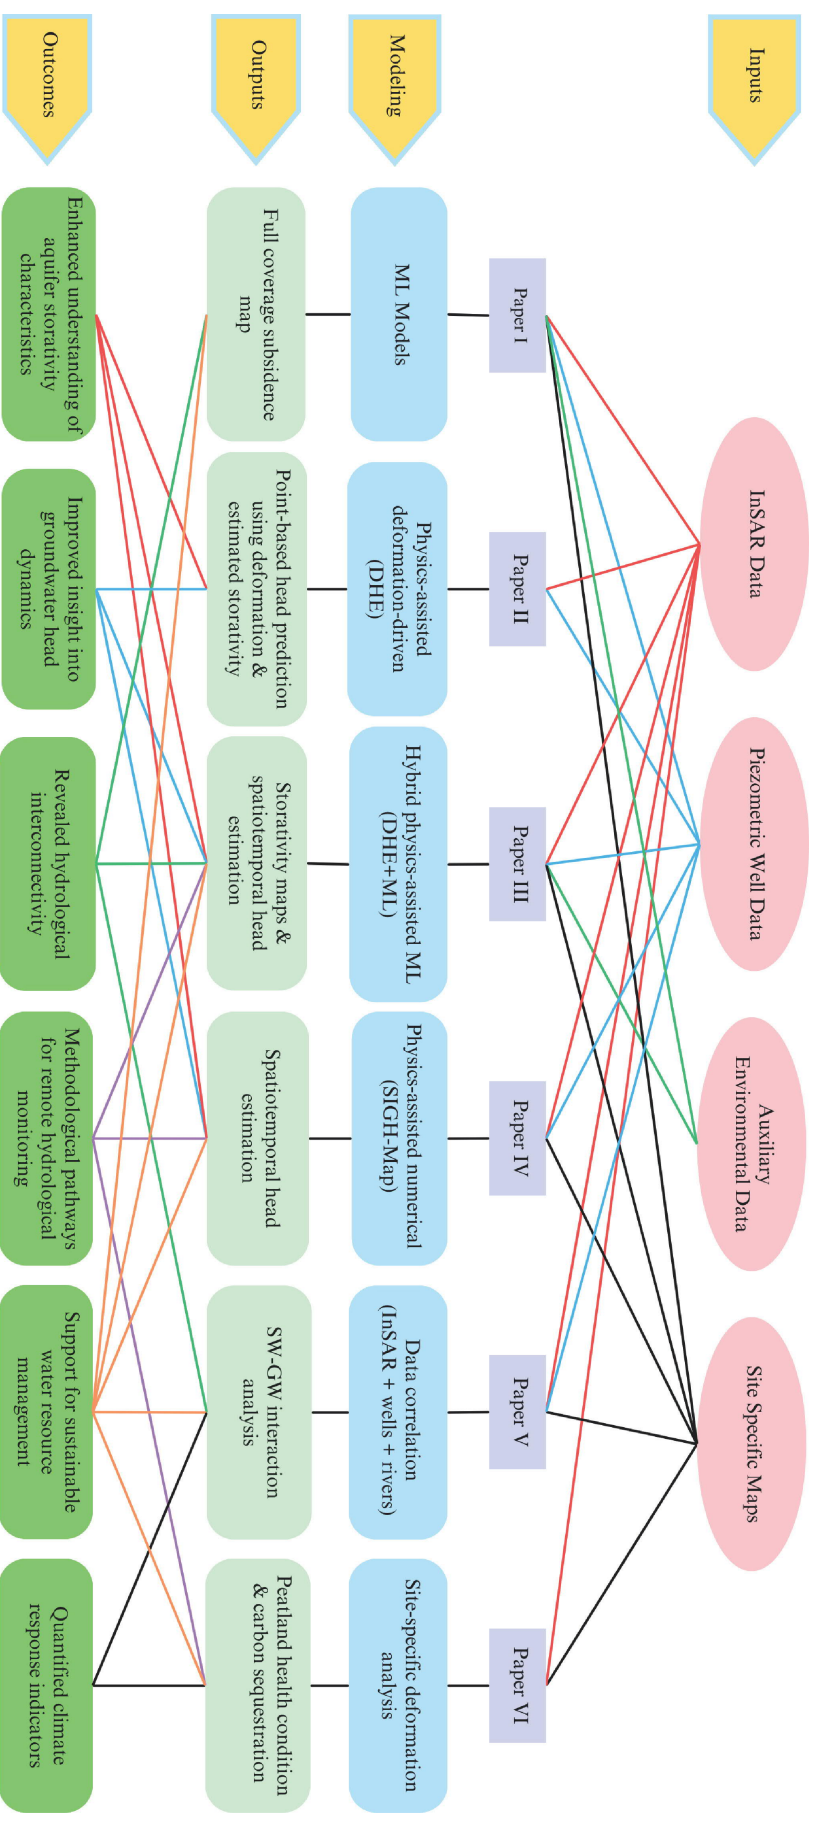 Inputs
InSAR Data
Piezometric Well Data
Auxiliary
Environmental Data
Site Specific Maps
Paper I
Paper II
Paper III
Paper IV
Paper V
Paper VI
Modeling
ML Models
Physics-assisted
deformation-driven
(DHE)
Hybrid physics-assisted ML
(DHE+ML)
Physics-assisted numerical
(SIGH-Map)
Data correlation
(InSAR + wells + rivers)
Site-specific deformation
analysis
Outputs
Full coverage subsidence
map
Point-based head prediction
using deformation &
estimated storativity
Storativity maps &
spatiotemporal head
estimation
Spatiotemporal head
estimation
SW-GW interaction
analysis
Peatland health condition
& carbon sequestration
Outcomes
Enhanced understanding of
aquifer storativity
characteristics
Improved insight into
groundwater head
dynamics
Revealed hydrological
interconnectivity
Methodological pathways
for remote hydrological
monitoring
Support for sustainable
water resource
management
Quantified climate
response indicators